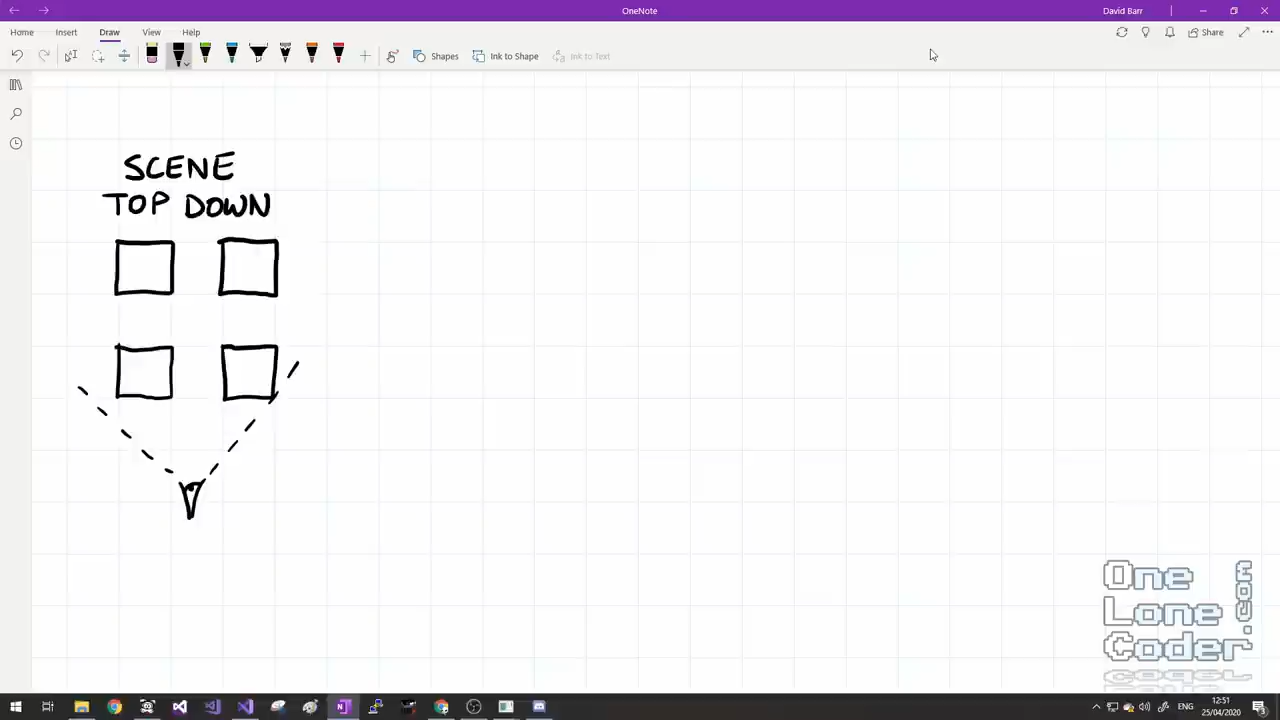 OneNote
David Barr
Home Insert Draw View Help
Share
Shapes
Ink to Shape
Ink to Text
SCENE
TOP DOWN
One
Lone
Coder
.com
12:51
ENG
25/04/2020